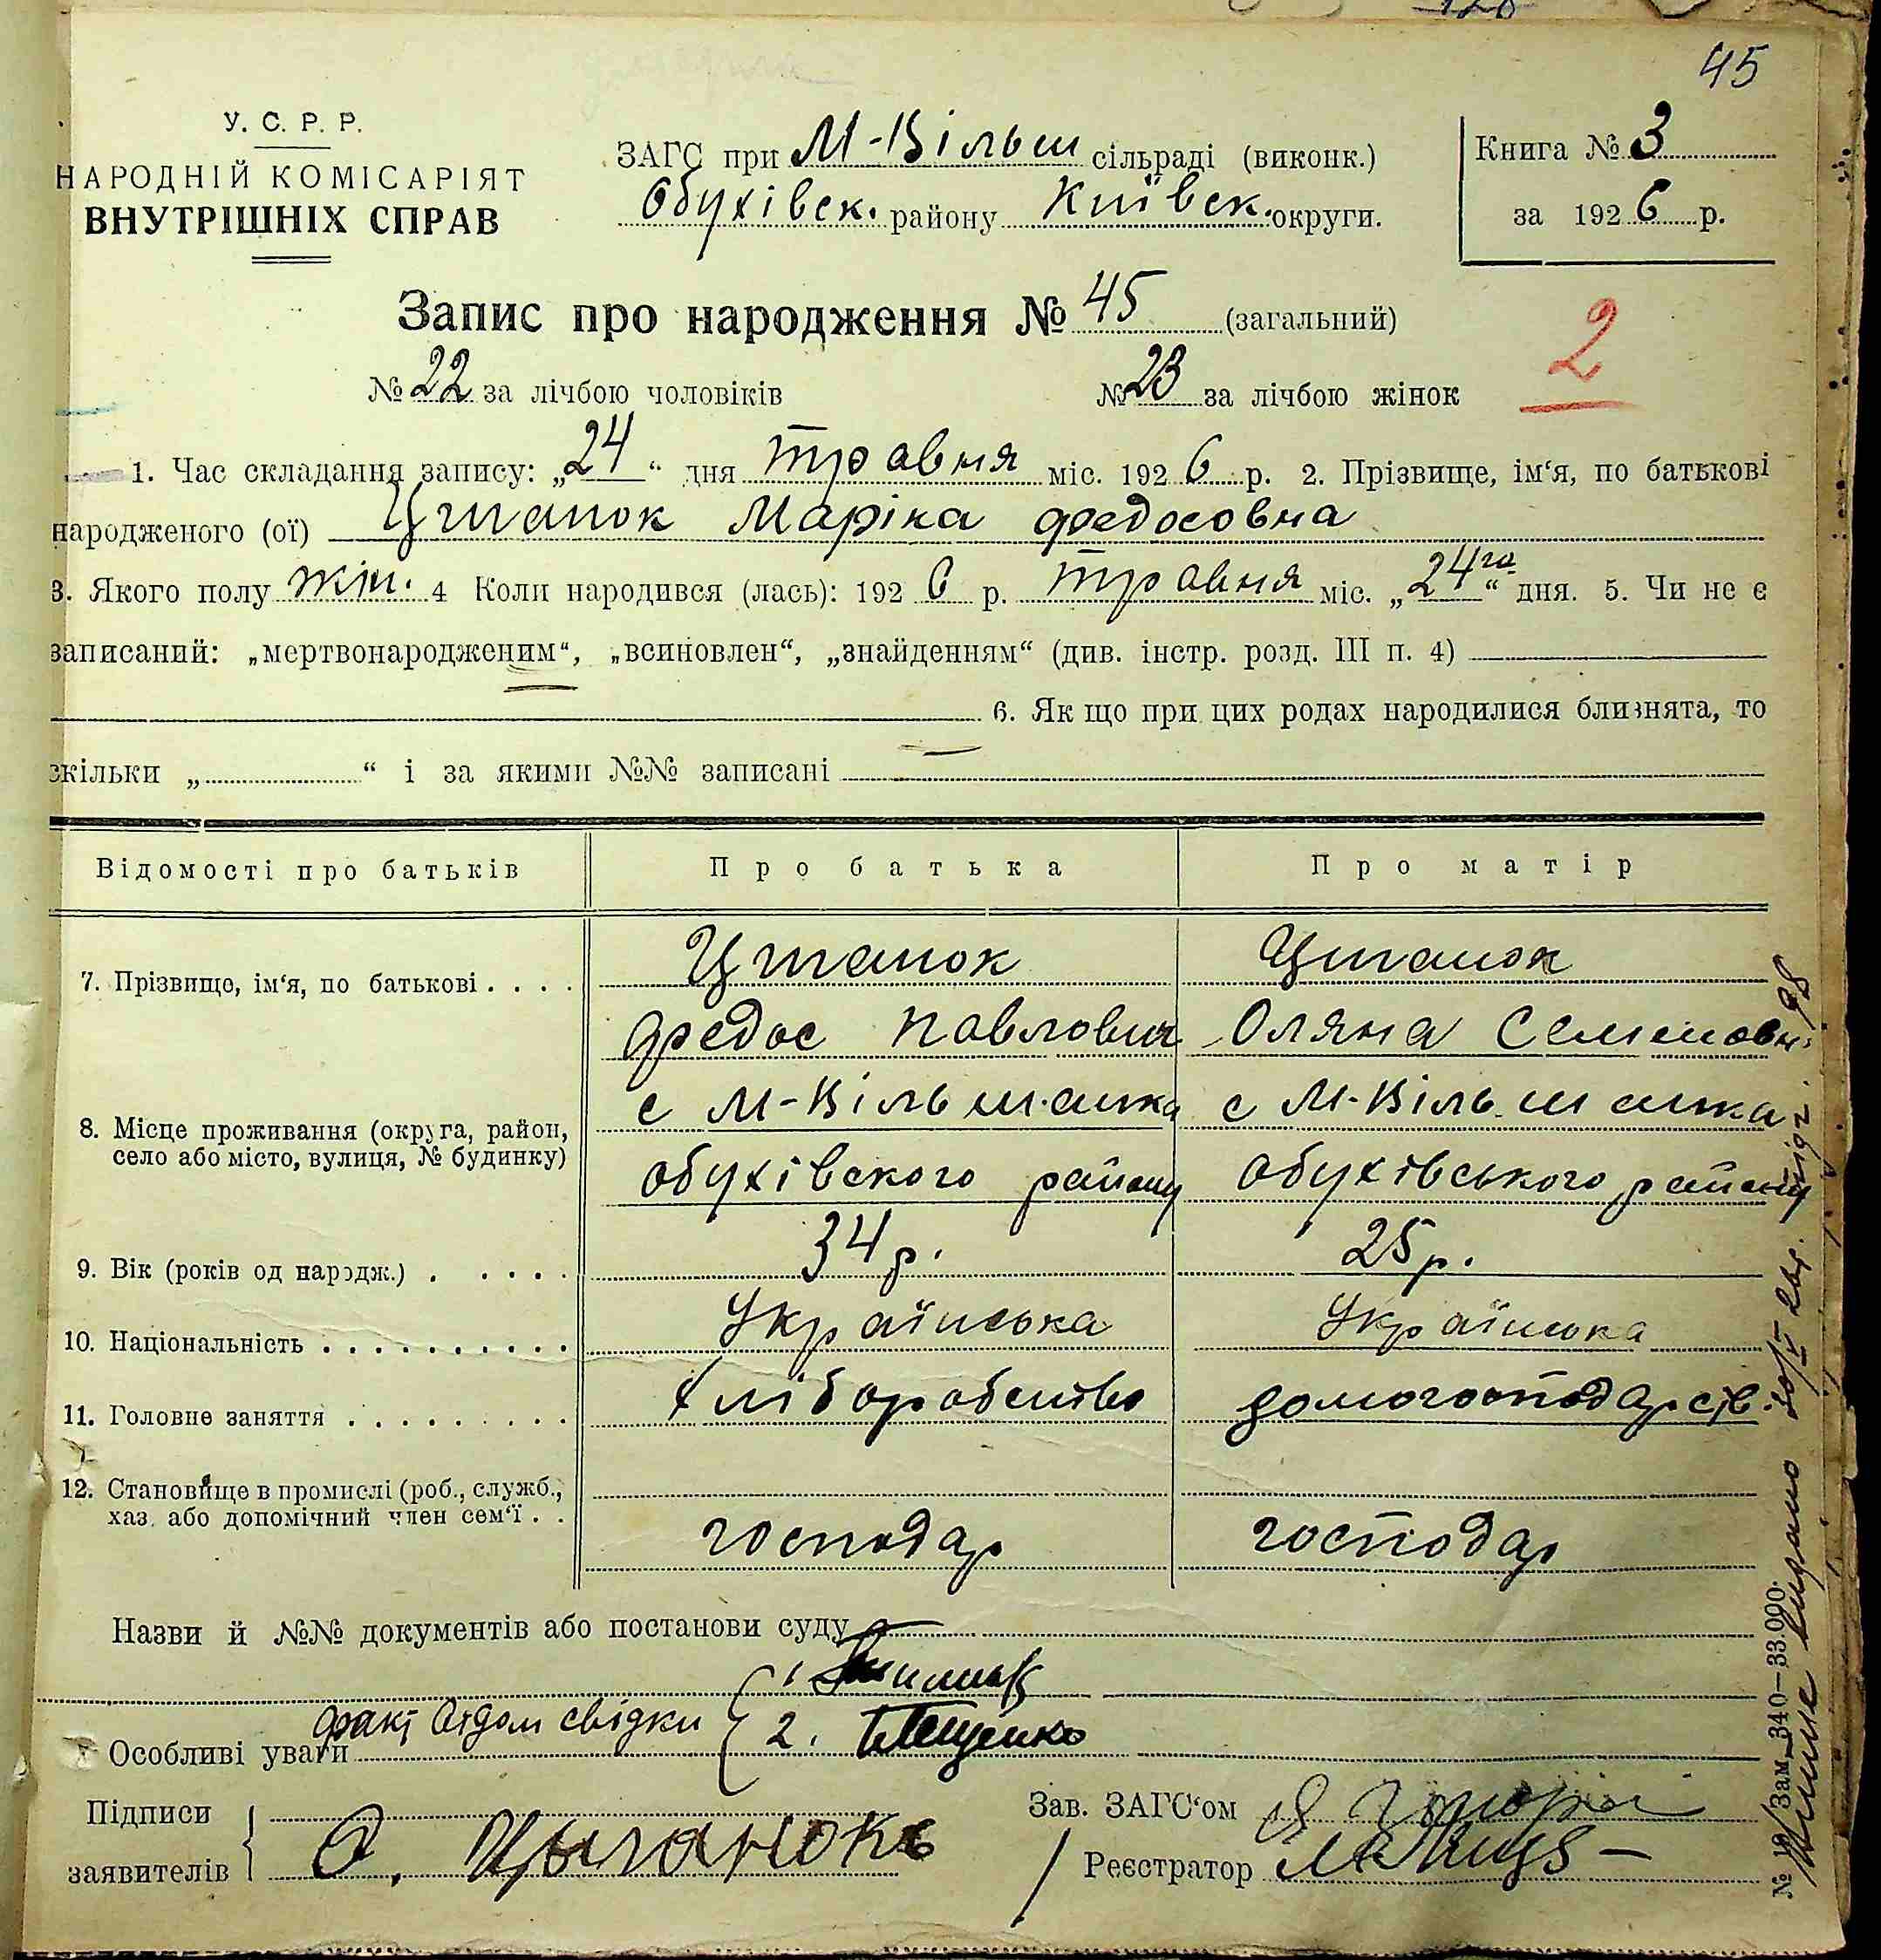 45
У. С. Р. Р.
НАРОДНІЙ КОМІСАРІЯТ
ВНУТРІШНІХ СПРАВ
ЗАГС при М-Вільш сільраді (виконк.)
Обухівск. району Київск. округи.
Книга № 3
за 1926 р.
Запис про народження № 45 (загальний)
2
№ 22 за лічбою чоловіків № 23 за лічбою жінок
1. Час складання запису: „24“ дня травня міс. 1926 р. 2. Прізвище, ім‘я, по батькові
народженого (ої) Циганок Маріка Федосовна
3. Якого полу жін. 4 Коли народився (лась): 1926 р. травня міс. „24го“ дня. 5. Чи не є
записаний: „мертвонародженим“, „всиновлен“, „знайденням“ (див. інстр. розд. III п. 4)
6. Як що при цих родах народилися близнята, то
скільки „ “ і за якими №№ записані
Відомості про батьків Про батька Про матір
7. Прізвище, ім‘я, по батькові . . . . Циганок Циганок
Федос Павлович Оляна Семеновн.
8. Місце проживання (округа, район, село або місто, вулиця, № будинку) с М-Вільшанка с М-Вільшанка
Обухівского району Обухівського району
9. Вік (років од народж.) . . . . . 34 р. 25 р.
10. Національність . . . . . . . . . . Українська Українська
11. Головне заняття . . . . . . . . . Хліборобство домогосподарств.
12. Становище в промислі (роб., служб.,
хаз. або допомічний член сем‘ї . . господар господар
Назви й №№ документів або постанови суду
1.
факт свідки 2.
Особливі уваги
Підписи
заявителів О. Цыганокъ
Зав. ЗАГС‘ом
Реєстратор
№ 19/Зам. 340—33.000.